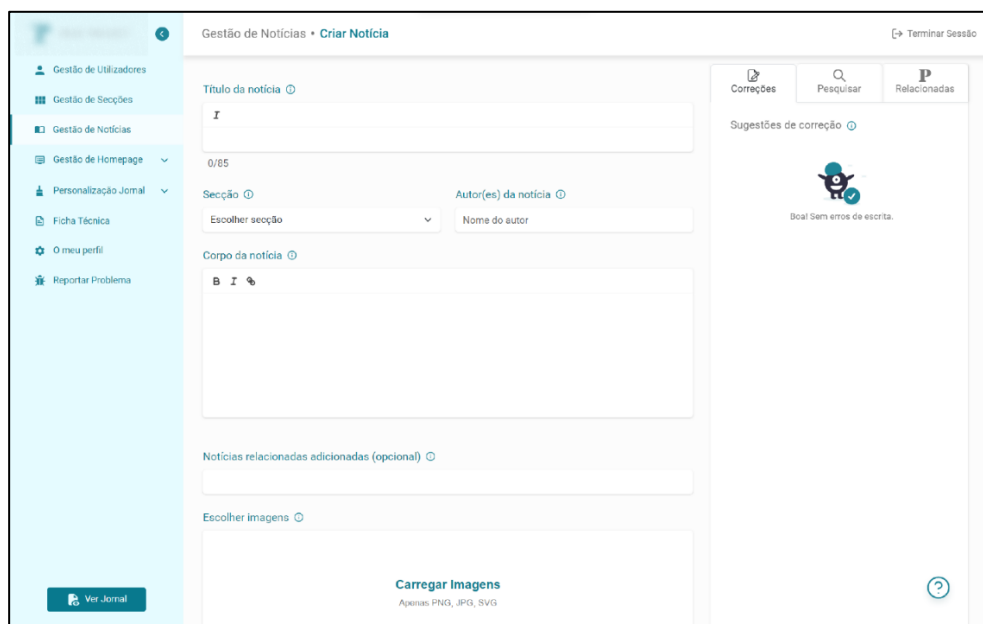 Gestão de Notícias • Criar Notícia
Terminar Sessão
Gestão de Utilizadores
Gestão de Secções
Gestão de Notícias
Gestão de Homepage
Personalização Jornal
Ficha Técnica
O meu perfil
Reportar Problema
Ver Jornal
Título da notícia
I
0/85
Secção
Autor(es) da notícia
Escolher secção
Nome do autor
Corpo da notícia
B I
Notícias relacionadas adicionadas (opcional)
Escolher imagens
Carregar Imagens
Apenas PNG, JPG, SVG
Correções
Pesquisar
P
Relacionadas
Sugestões de correção
Boa! Sem erros de escrita.
?